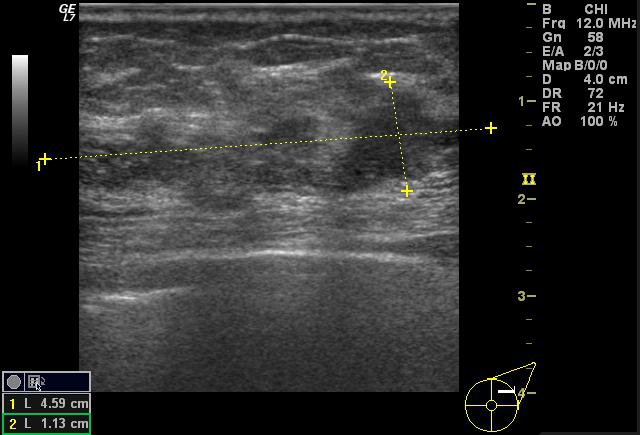 GE
L7
B CHI
Frq 12.0 MHz
Gn 58
E/A 2/3
Map B/0/0
D 4.0 cm
DR 72
FR 21 Hz
AO 100 %
2
1
1
2
3
4
1 L 4.59 cm
2 L 1.13 cm